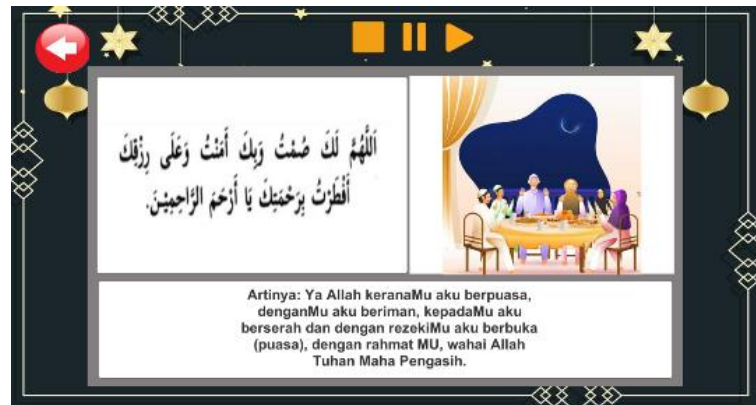 اَللّٰهُمَّ لَكَ صُمْتُ وَبِكَ أَمَنْتُ وَعَلَى رِزْقِكَ
أَفْطَرْتُ بِرَحْمَتِكَ يَا أَرْحَمَ الرَّاحِمِيْنَ.
Artinya: Ya Allah keranaMu aku berpuasa,
denganMu aku beriman, kepadaMu aku
berserah dan dengan rezekiMu aku berbuka
(puasa), dengan rahmat MU, wahai Allah
Tuhan Maha Pengasih.